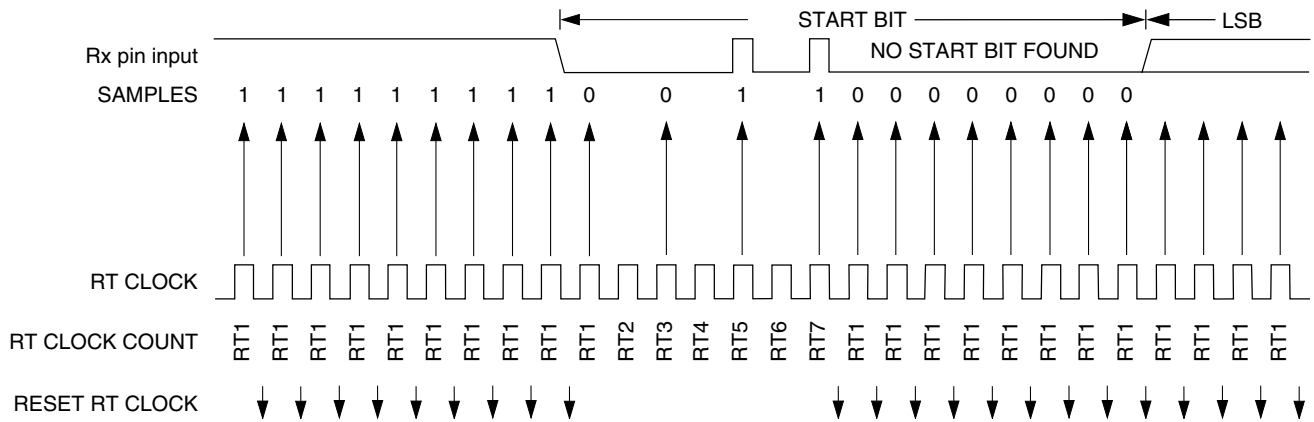 START BIT LSB
Rx pin input NO START BIT FOUND
SAMPLES 1 1 1 1 1 1 1 1 1 0 0 1 1 0 0 0 0 0 0 0 0
RT CLOCK
RT CLOCK COUNT RT1 RT1 RT1 RT1 RT1 RT1 RT1 RT1 RT1 RT1 RT2 RT3 RT4 RT5 RT6 RT7 RT1 RT1 RT1 RT1 RT1 RT1 RT1 RT1 RT1 RT1 RT1 RT1
RESET RT CLOCK